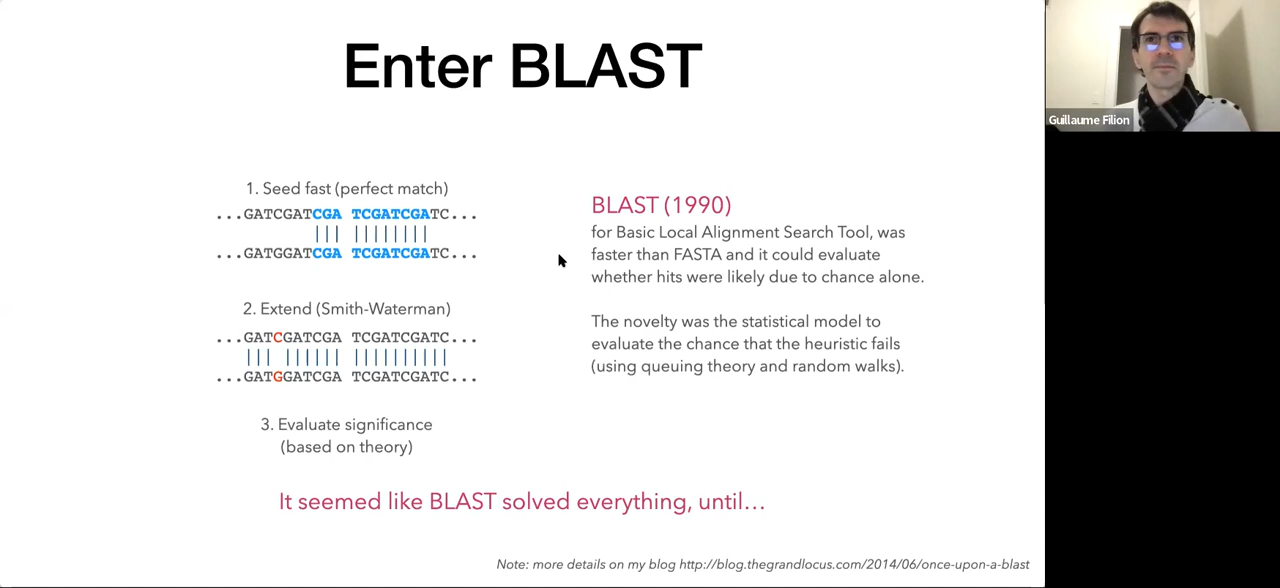 Enter BLAST
1. Seed fast (perfect match)
...GATCGATCGA TCGATCGATC...
...GATGGATCGA TCGATCGATC...
2. Extend (Smith-Waterman)
...GATCGATCGA TCGATCGATC...
...GATGGATCGA TCGATCGATC...
3. Evaluate significance
(based on theory)
BLAST (1990)
for Basic Local Alignment Search Tool, was
faster than FASTA and it could evaluate
whether hits were likely due to chance alone.
The novelty was the statistical model to
evaluate the chance that the heuristic fails
(using queuing theory and random walks).
It seemed like BLAST solved everything, until…
Note: more details on my blog http://blog.thegrandlocus.com/2014/06/once-upon-a-blast
Guillaume Filion